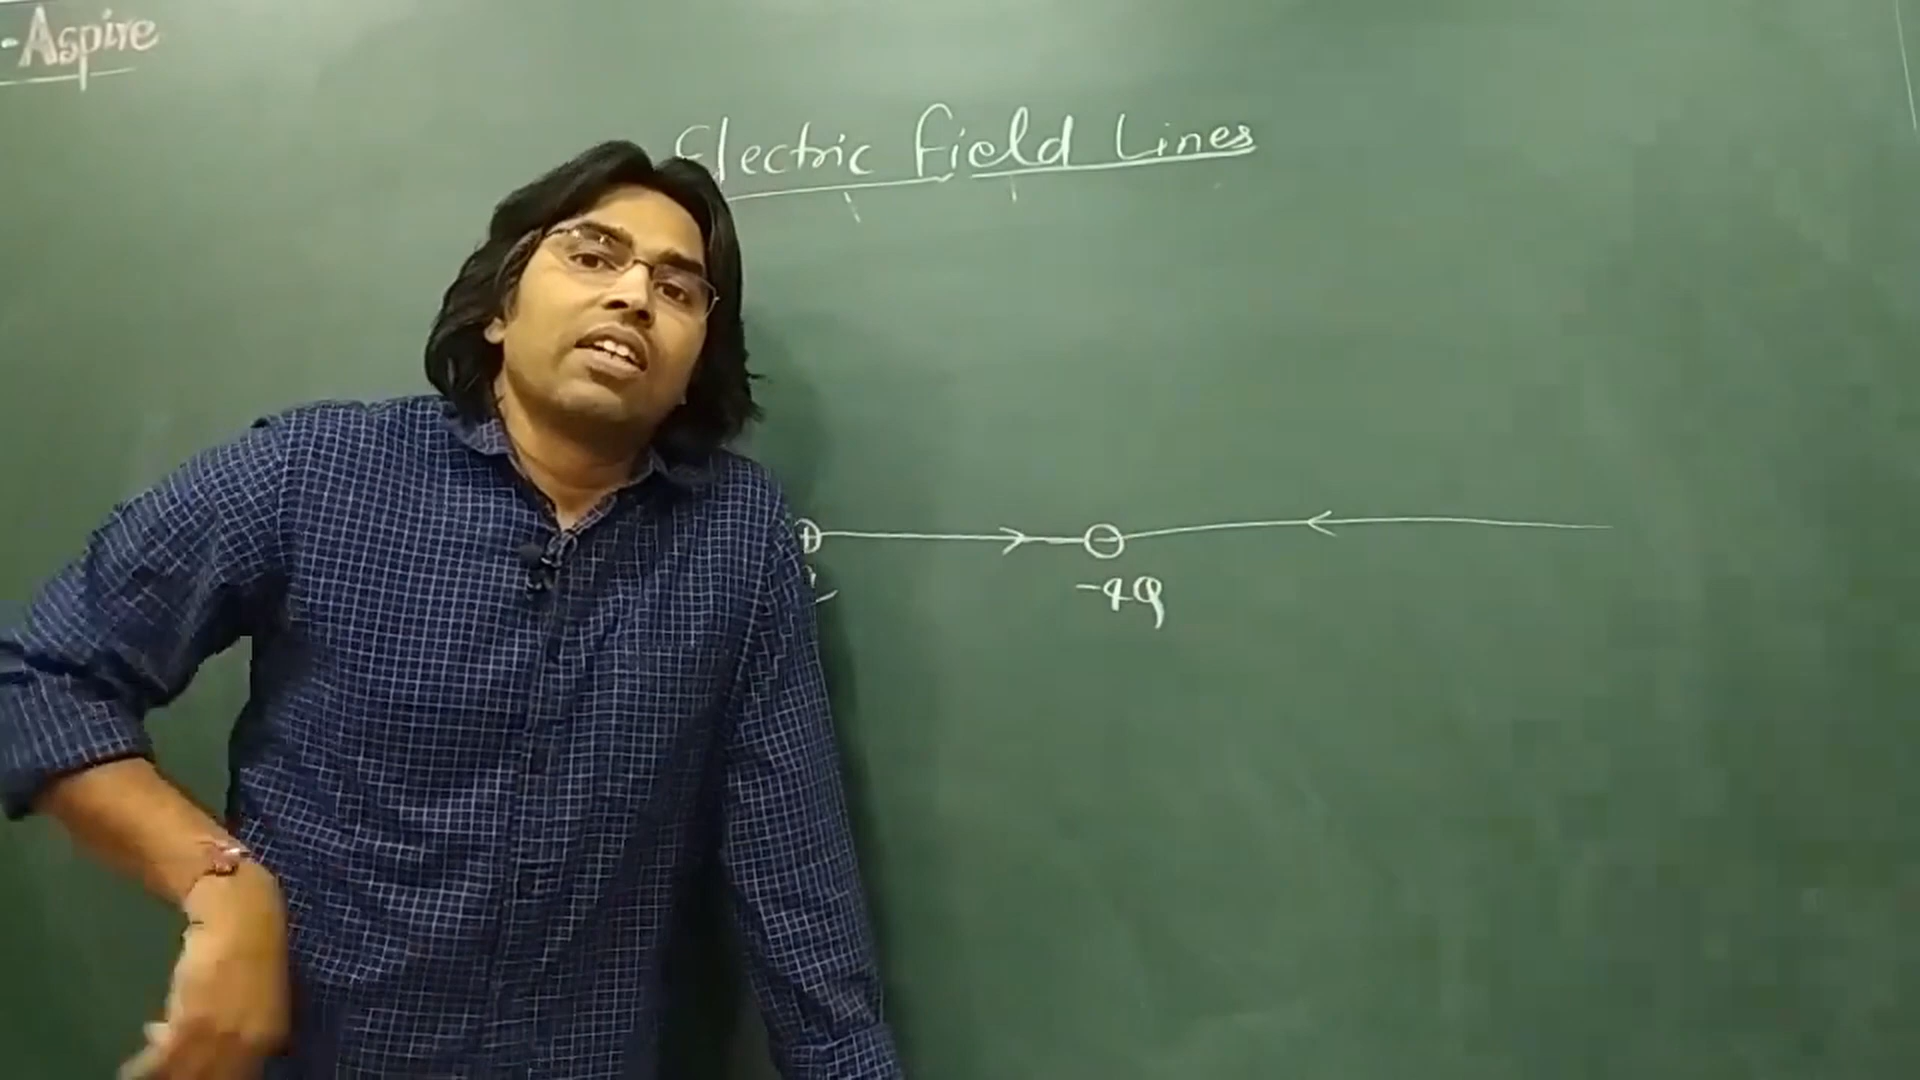 -Aspire
Electric Field Lines
+
−
-4Q